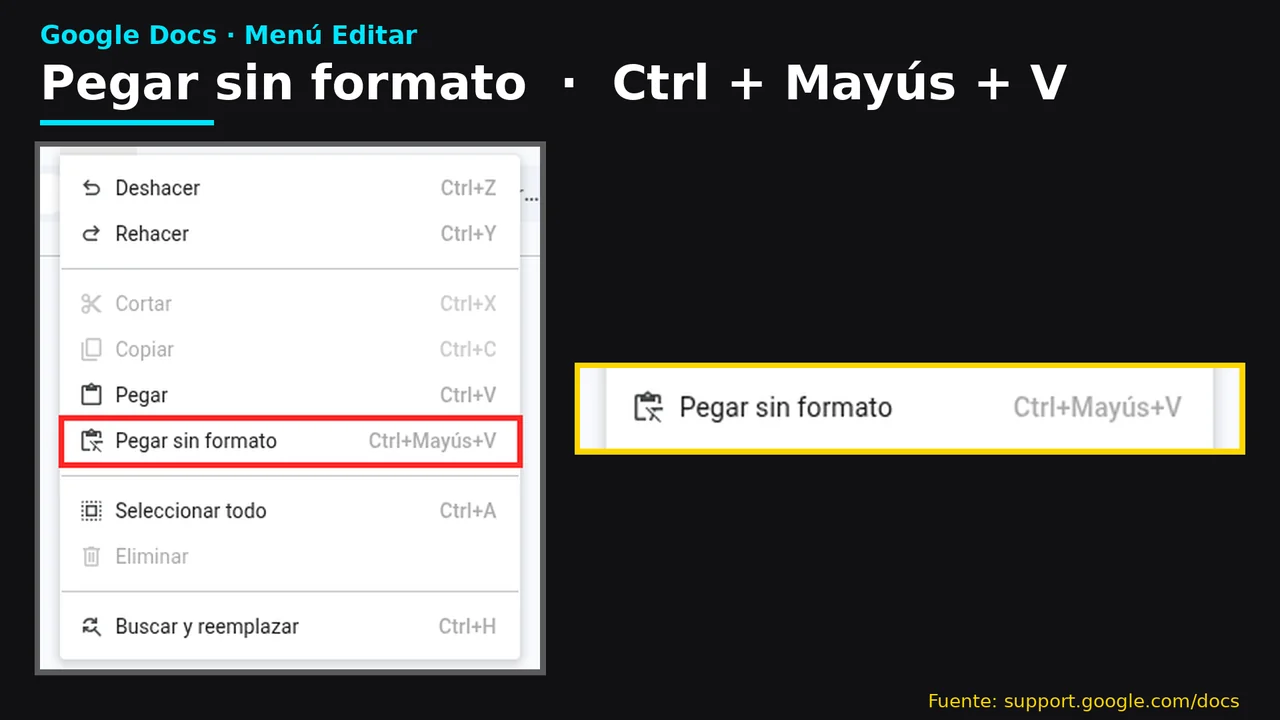 Google Docs · Menú Editar
Pegar sin formato · Ctrl + Mayús + V
Deshacer Ctrl+Z
r...
Rehacer Ctrl+Y
Cortar Ctrl+X
Copiar Ctrl+C
Pegar Ctrl+V
Pegar sin formato Ctrl+Mayús+V
Seleccionar todo Ctrl+A
Eliminar
Buscar y reemplazar Ctrl+H
Pegar sin formato Ctrl+Mayús+V
Fuente: support.google.com/docs